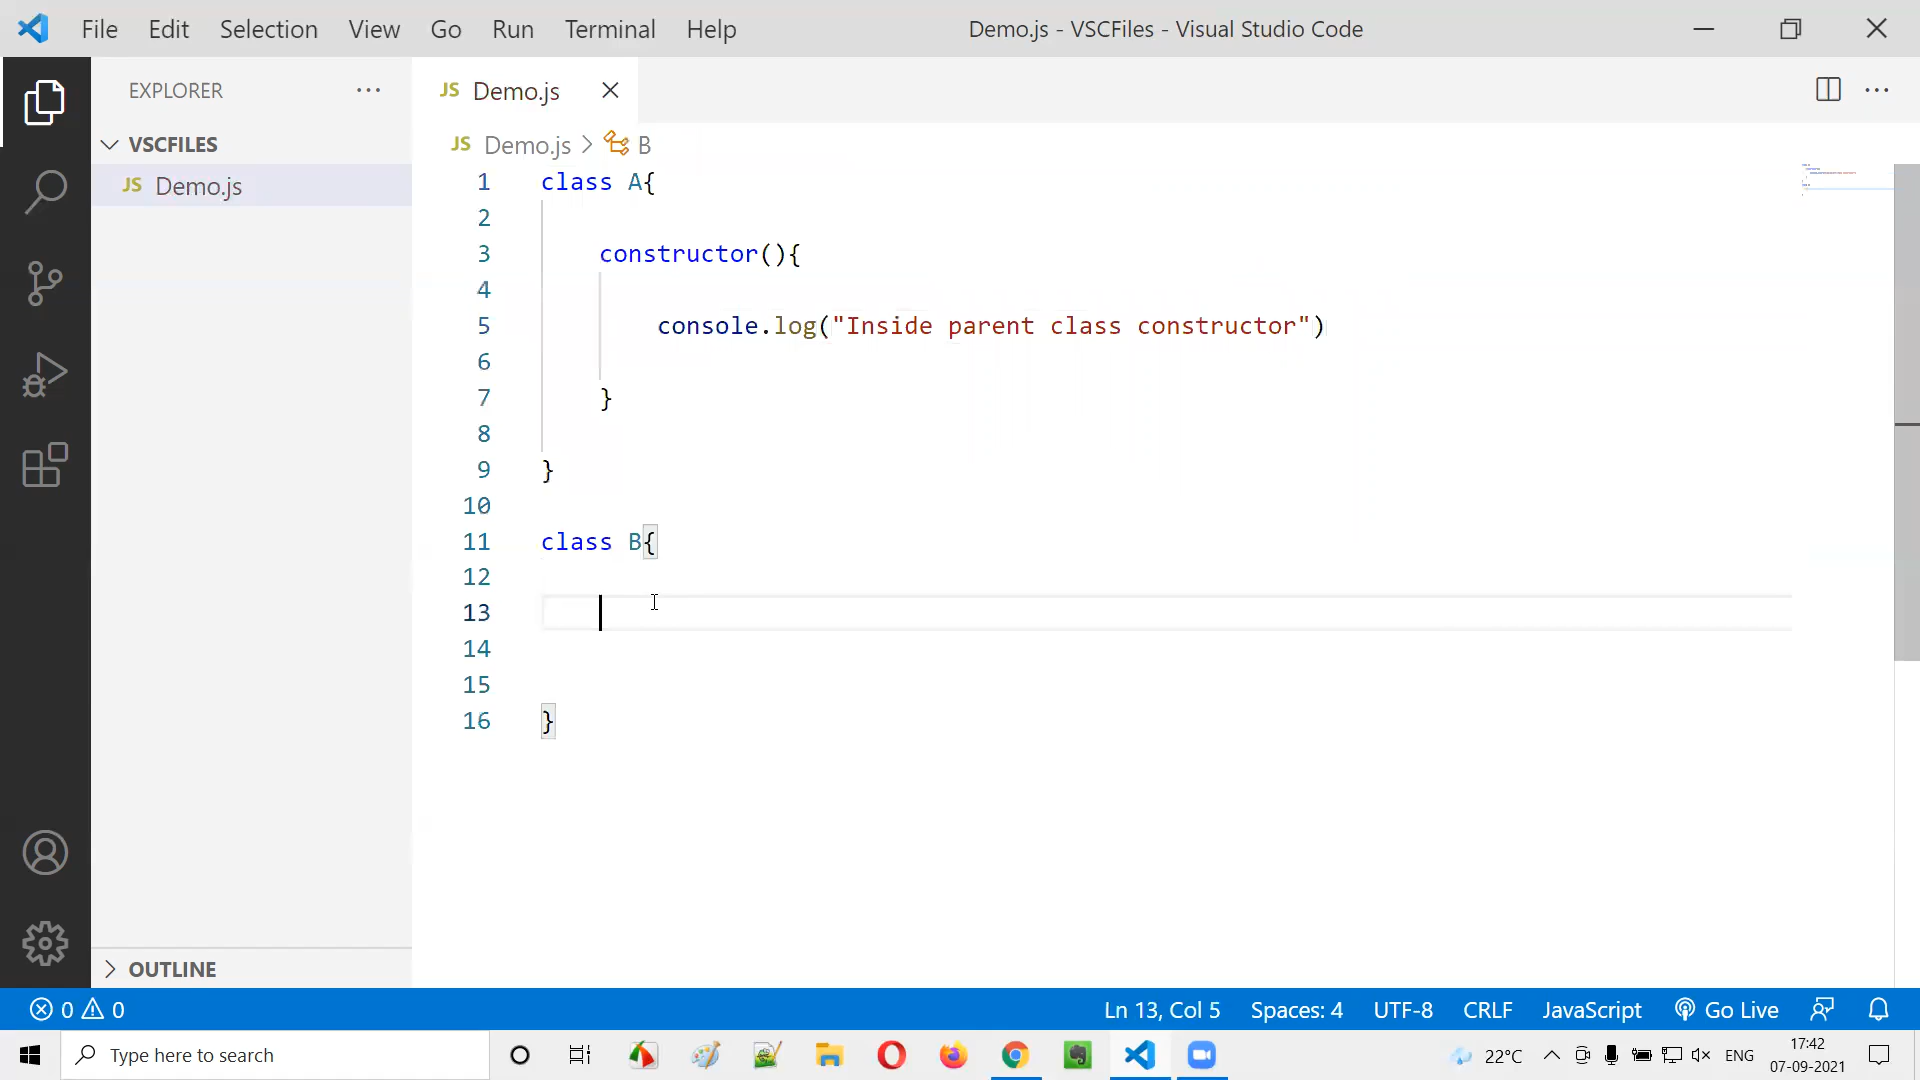 File Edit Selection View Go Run Terminal Help Demo.js - VSCFiles - Visual Studio Code
EXPLORER
VSCFILES
JS Demo.js
OUTLINE
JS Demo.js
JS Demo.js > B
1 class A{
2
3 constructor(){
4
5 console.log("Inside parent class constructor")
6
7 }
8
9 }
10
11 class B{
12
13
14
15
16 }
0 0 Ln 13, Col 5 Spaces: 4 UTF-8 CRLF JavaScript Go Live
Type here to search 22°C ENG 17:42
07-09-2021